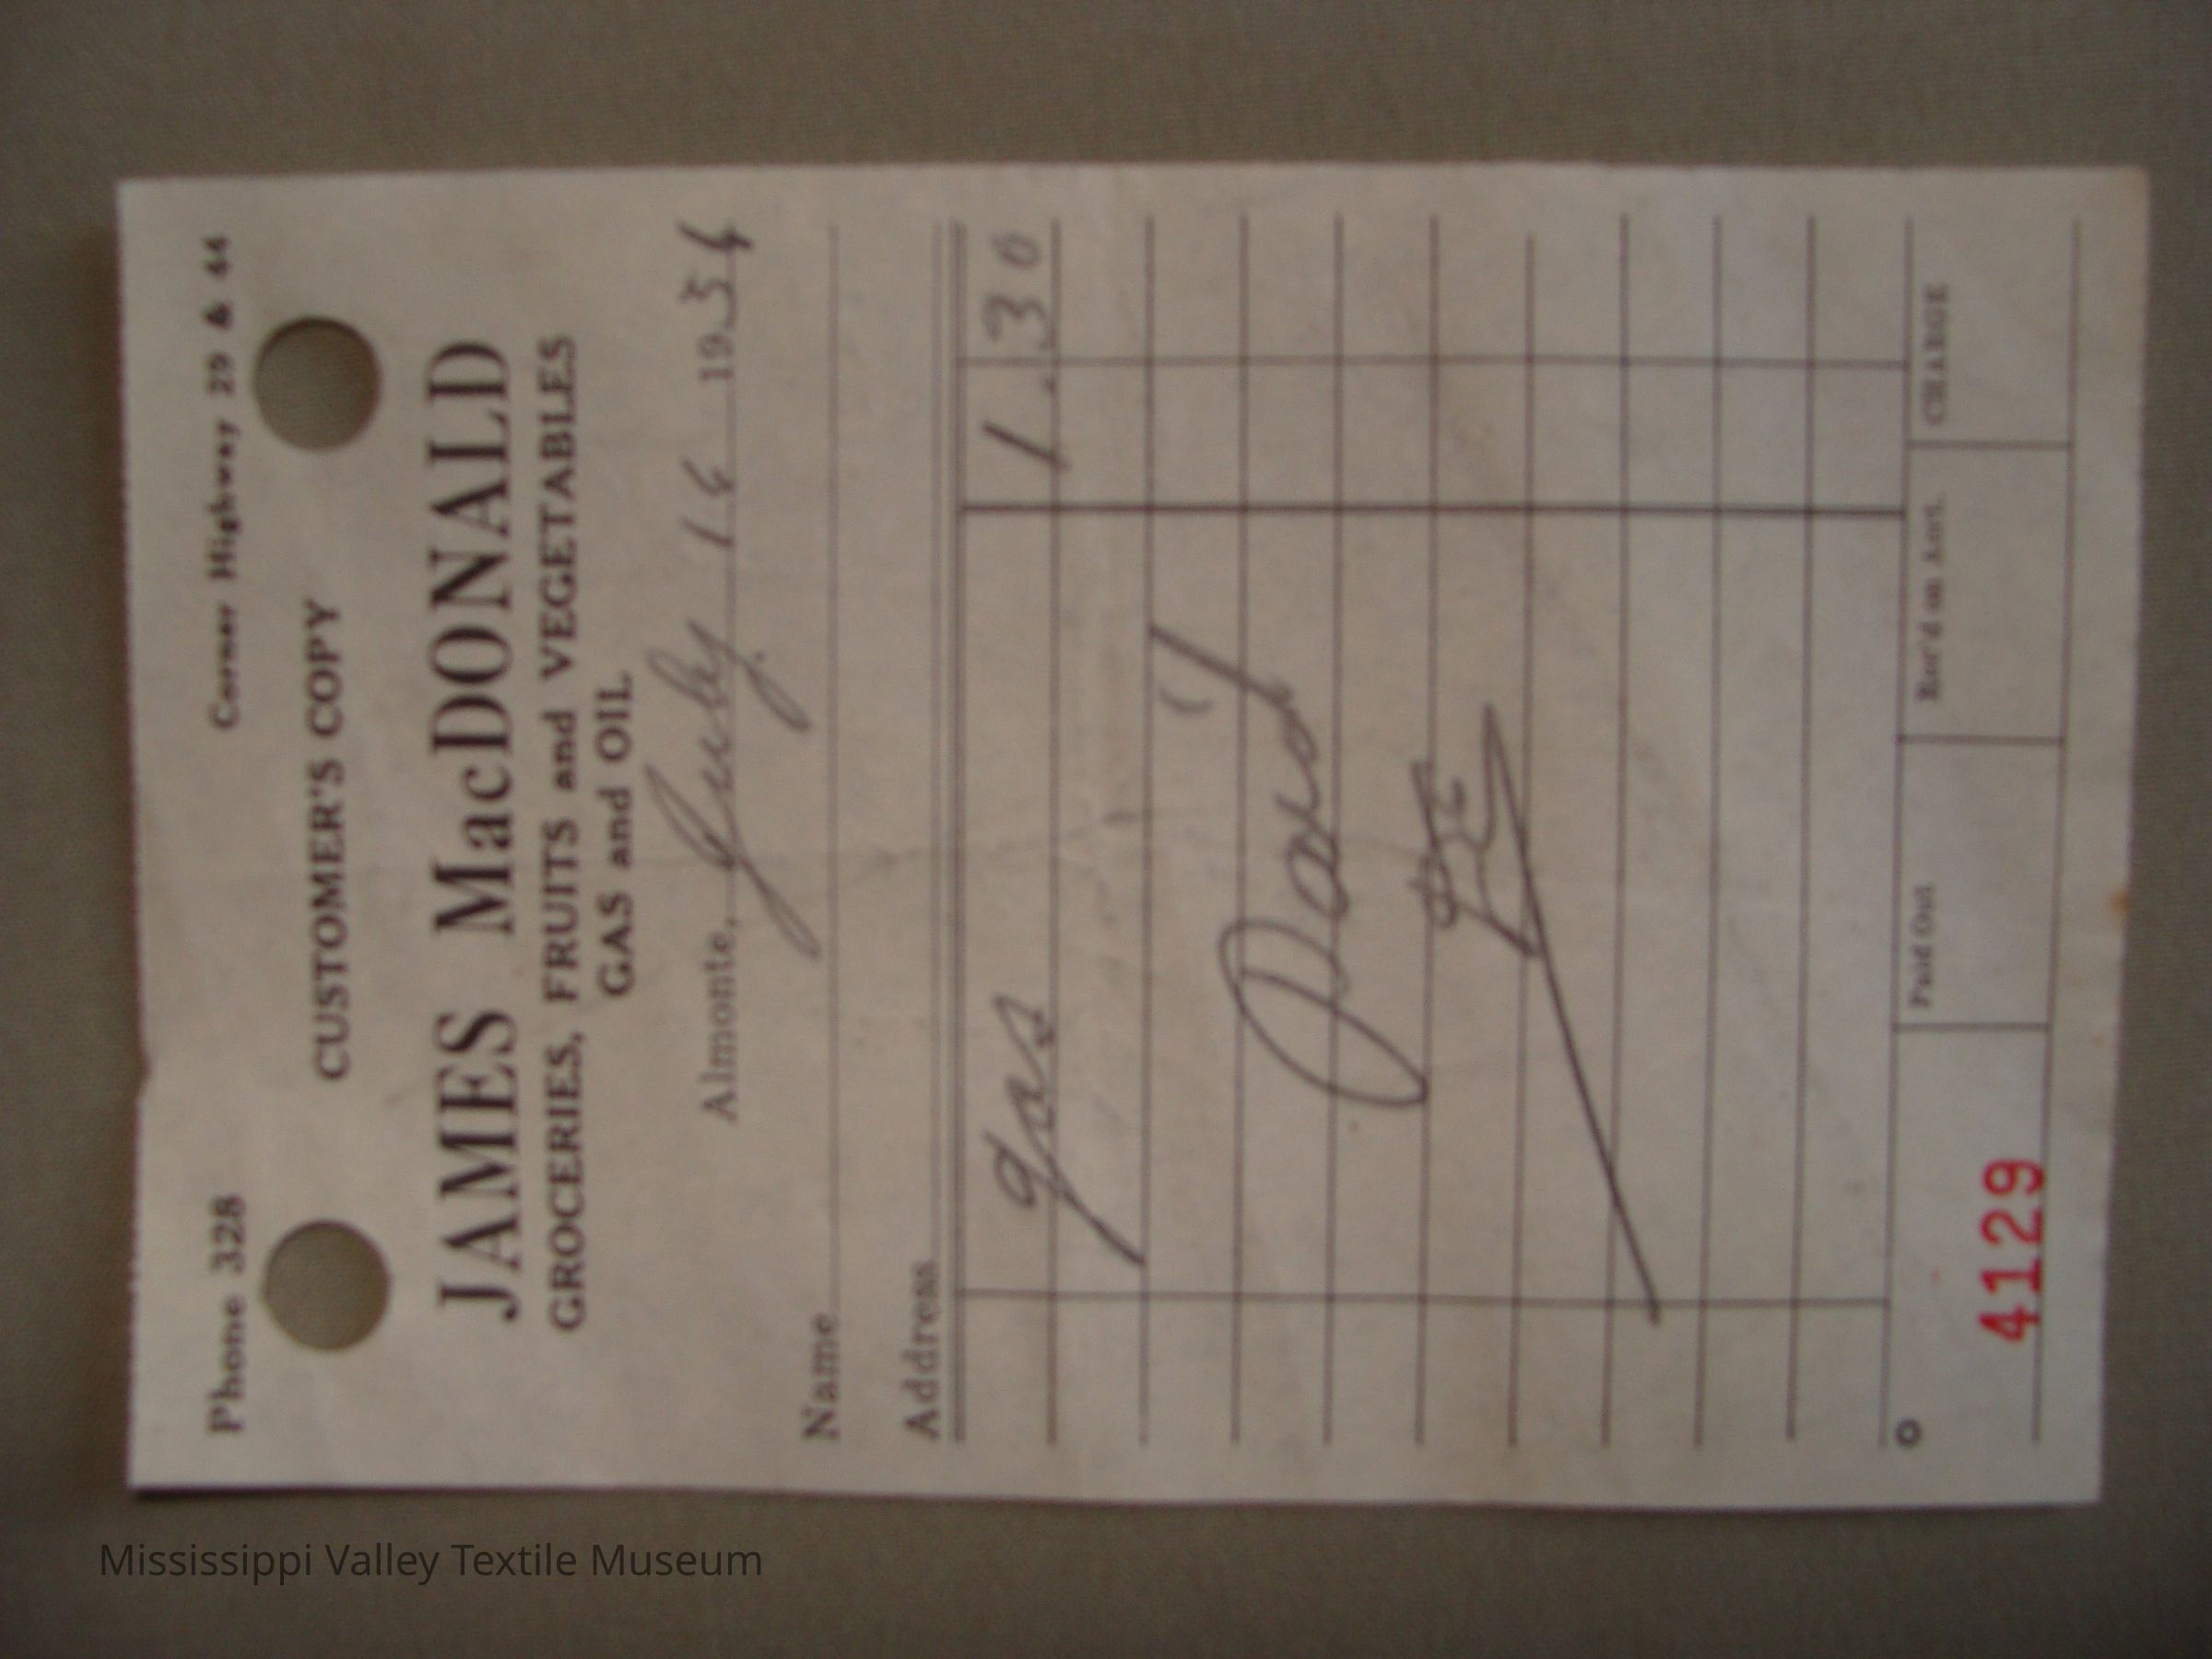 Phone 328 Corner Highway 29 & 44
CUSTOMER'S COPY
JAMES MacDONALD
GROCERIES, FRUITS and VEGETABLES
GAS and OIL
Almonte, July 16 1954
Name
Address
gas 1.30
Paid
4129 Paid Out Rec'd on Acct. CHARGE
Mississippi Valley Textile Museum